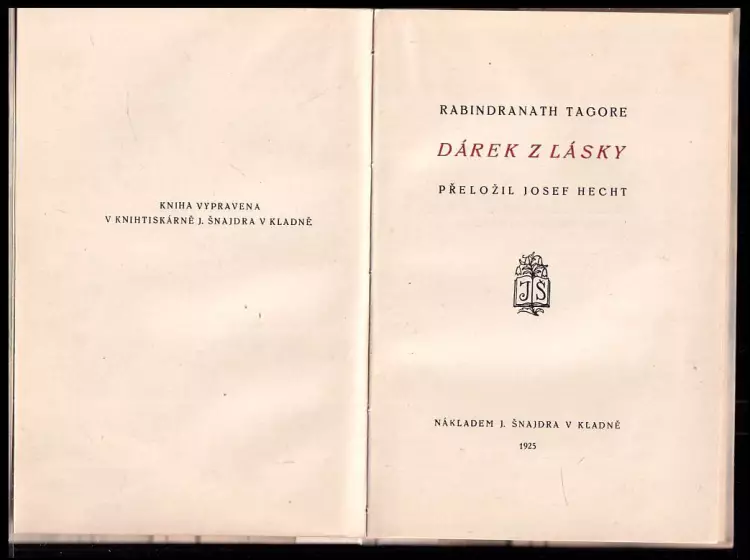 KNIHA VYPRAVENA
V KNIHTISKÁRNĚ J. ŠNAJDRA V KLADNĚ
RABINDRANATH TAGORE
DÁREK Z LÁSKY
PŘELOŽIL JOSEF HECHT
JŠ
NÁKLADEM J. ŠNAJDRA V KLADNĚ
1925